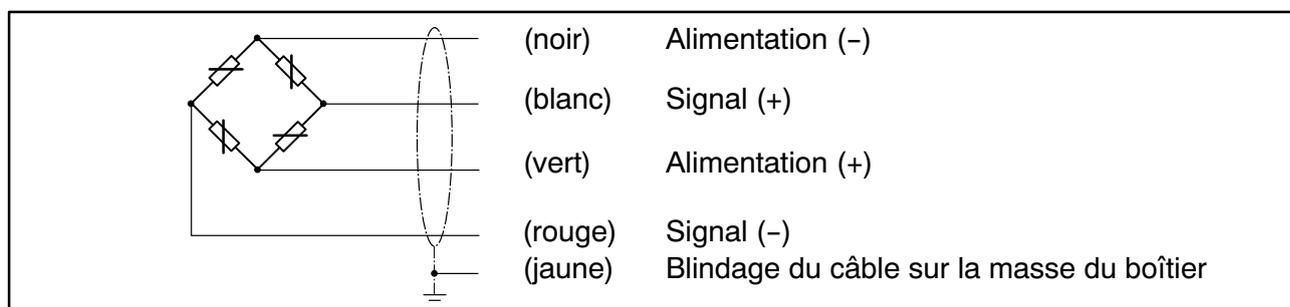 (noir) Alimentation (−)
(blanc) Signal (+)
(vert) Alimentation (+)
(rouge) Signal (−)
(jaune) Blindage du câble sur la masse du boîtier